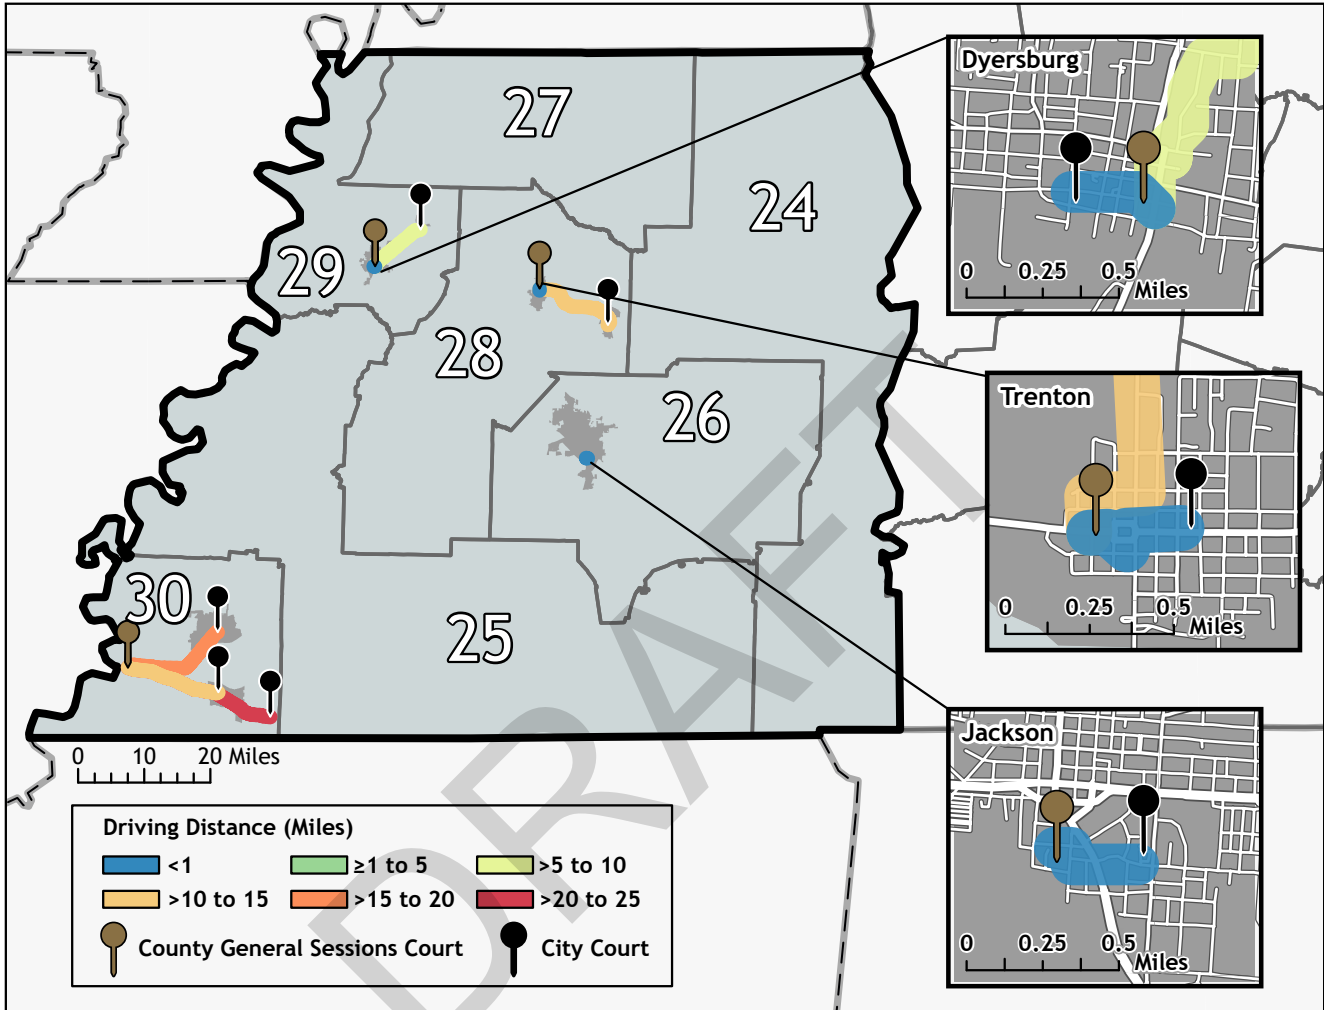 27
24
29
28
26
30
25
Dyersburg
0 0.25 0.5
Miles
Trenton
0 0.25 0.5
Miles
Jackson
0 0.25 0.5
Miles
0 10 20 Miles
Driving Distance (Miles)
<1 ≥1 to 5 >5 to 10
>10 to 15 >15 to 20 >20 to 25
County General Sessions Court City Court
DRAFT